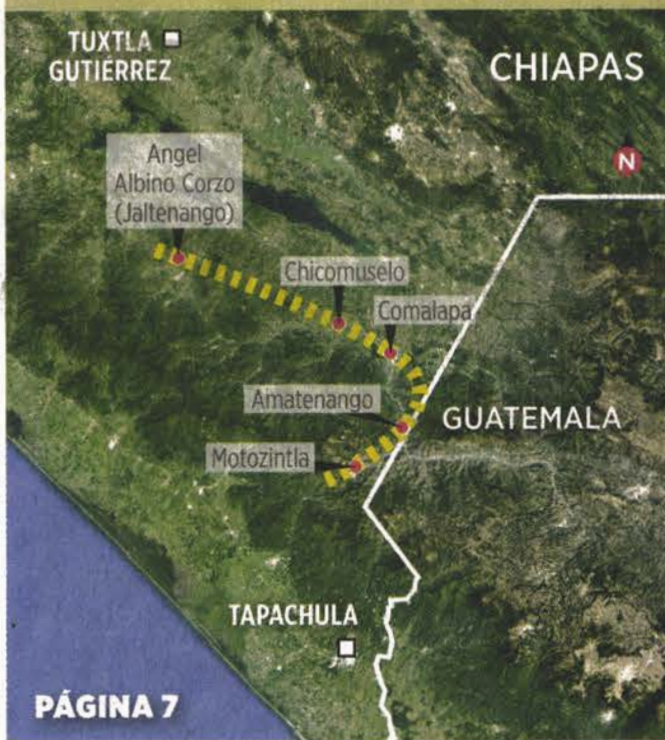 TUXTLA
GUTIÉRREZ
CHIAPAS
N
Angel
Albino Corzo
(Jaltenango)
Chicomuselo
Comalapa
Amatenango
GUATEMALA
Motozintla
TAPACHULA
PÁGINA 7